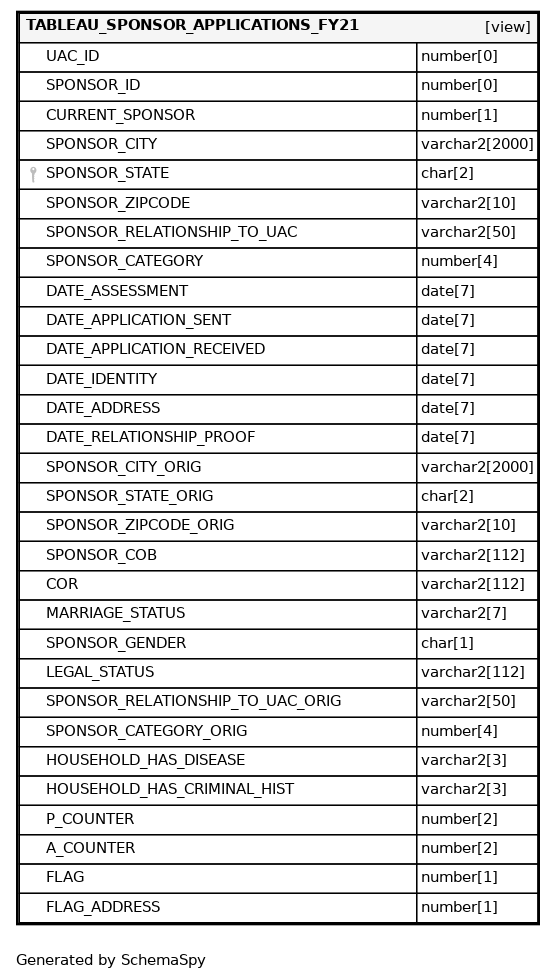 TABLEAU_SPONSOR_APPLICATIONS_FY21 [view]
UAC_ID number[0]
SPONSOR_ID number[0]
CURRENT_SPONSOR number[1]
SPONSOR_CITY varchar2[2000]
SPONSOR_STATE char[2]
SPONSOR_ZIPCODE varchar2[10]
SPONSOR_RELATIONSHIP_TO_UAC varchar2[50]
SPONSOR_CATEGORY number[4]
DATE_ASSESSMENT date[7]
DATE_APPLICATION_SENT date[7]
DATE_APPLICATION_RECEIVED date[7]
DATE_IDENTITY date[7]
DATE_ADDRESS date[7]
DATE_RELATIONSHIP_PROOF date[7]
SPONSOR_CITY_ORIG varchar2[2000]
SPONSOR_STATE_ORIG char[2]
SPONSOR_ZIPCODE_ORIG varchar2[10]
SPONSOR_COB varchar2[112]
COR varchar2[112]
MARRIAGE_STATUS varchar2[7]
SPONSOR_GENDER char[1]
LEGAL_STATUS varchar2[112]
SPONSOR_RELATIONSHIP_TO_UAC_ORIG varchar2[50]
SPONSOR_CATEGORY_ORIG number[4]
HOUSEHOLD_HAS_DISEASE varchar2[3]
HOUSEHOLD_HAS_CRIMINAL_HIST varchar2[3]
P_COUNTER number[2]
A_COUNTER number[2]
FLAG number[1]
FLAG_ADDRESS number[1]
Generated by SchemaSpy